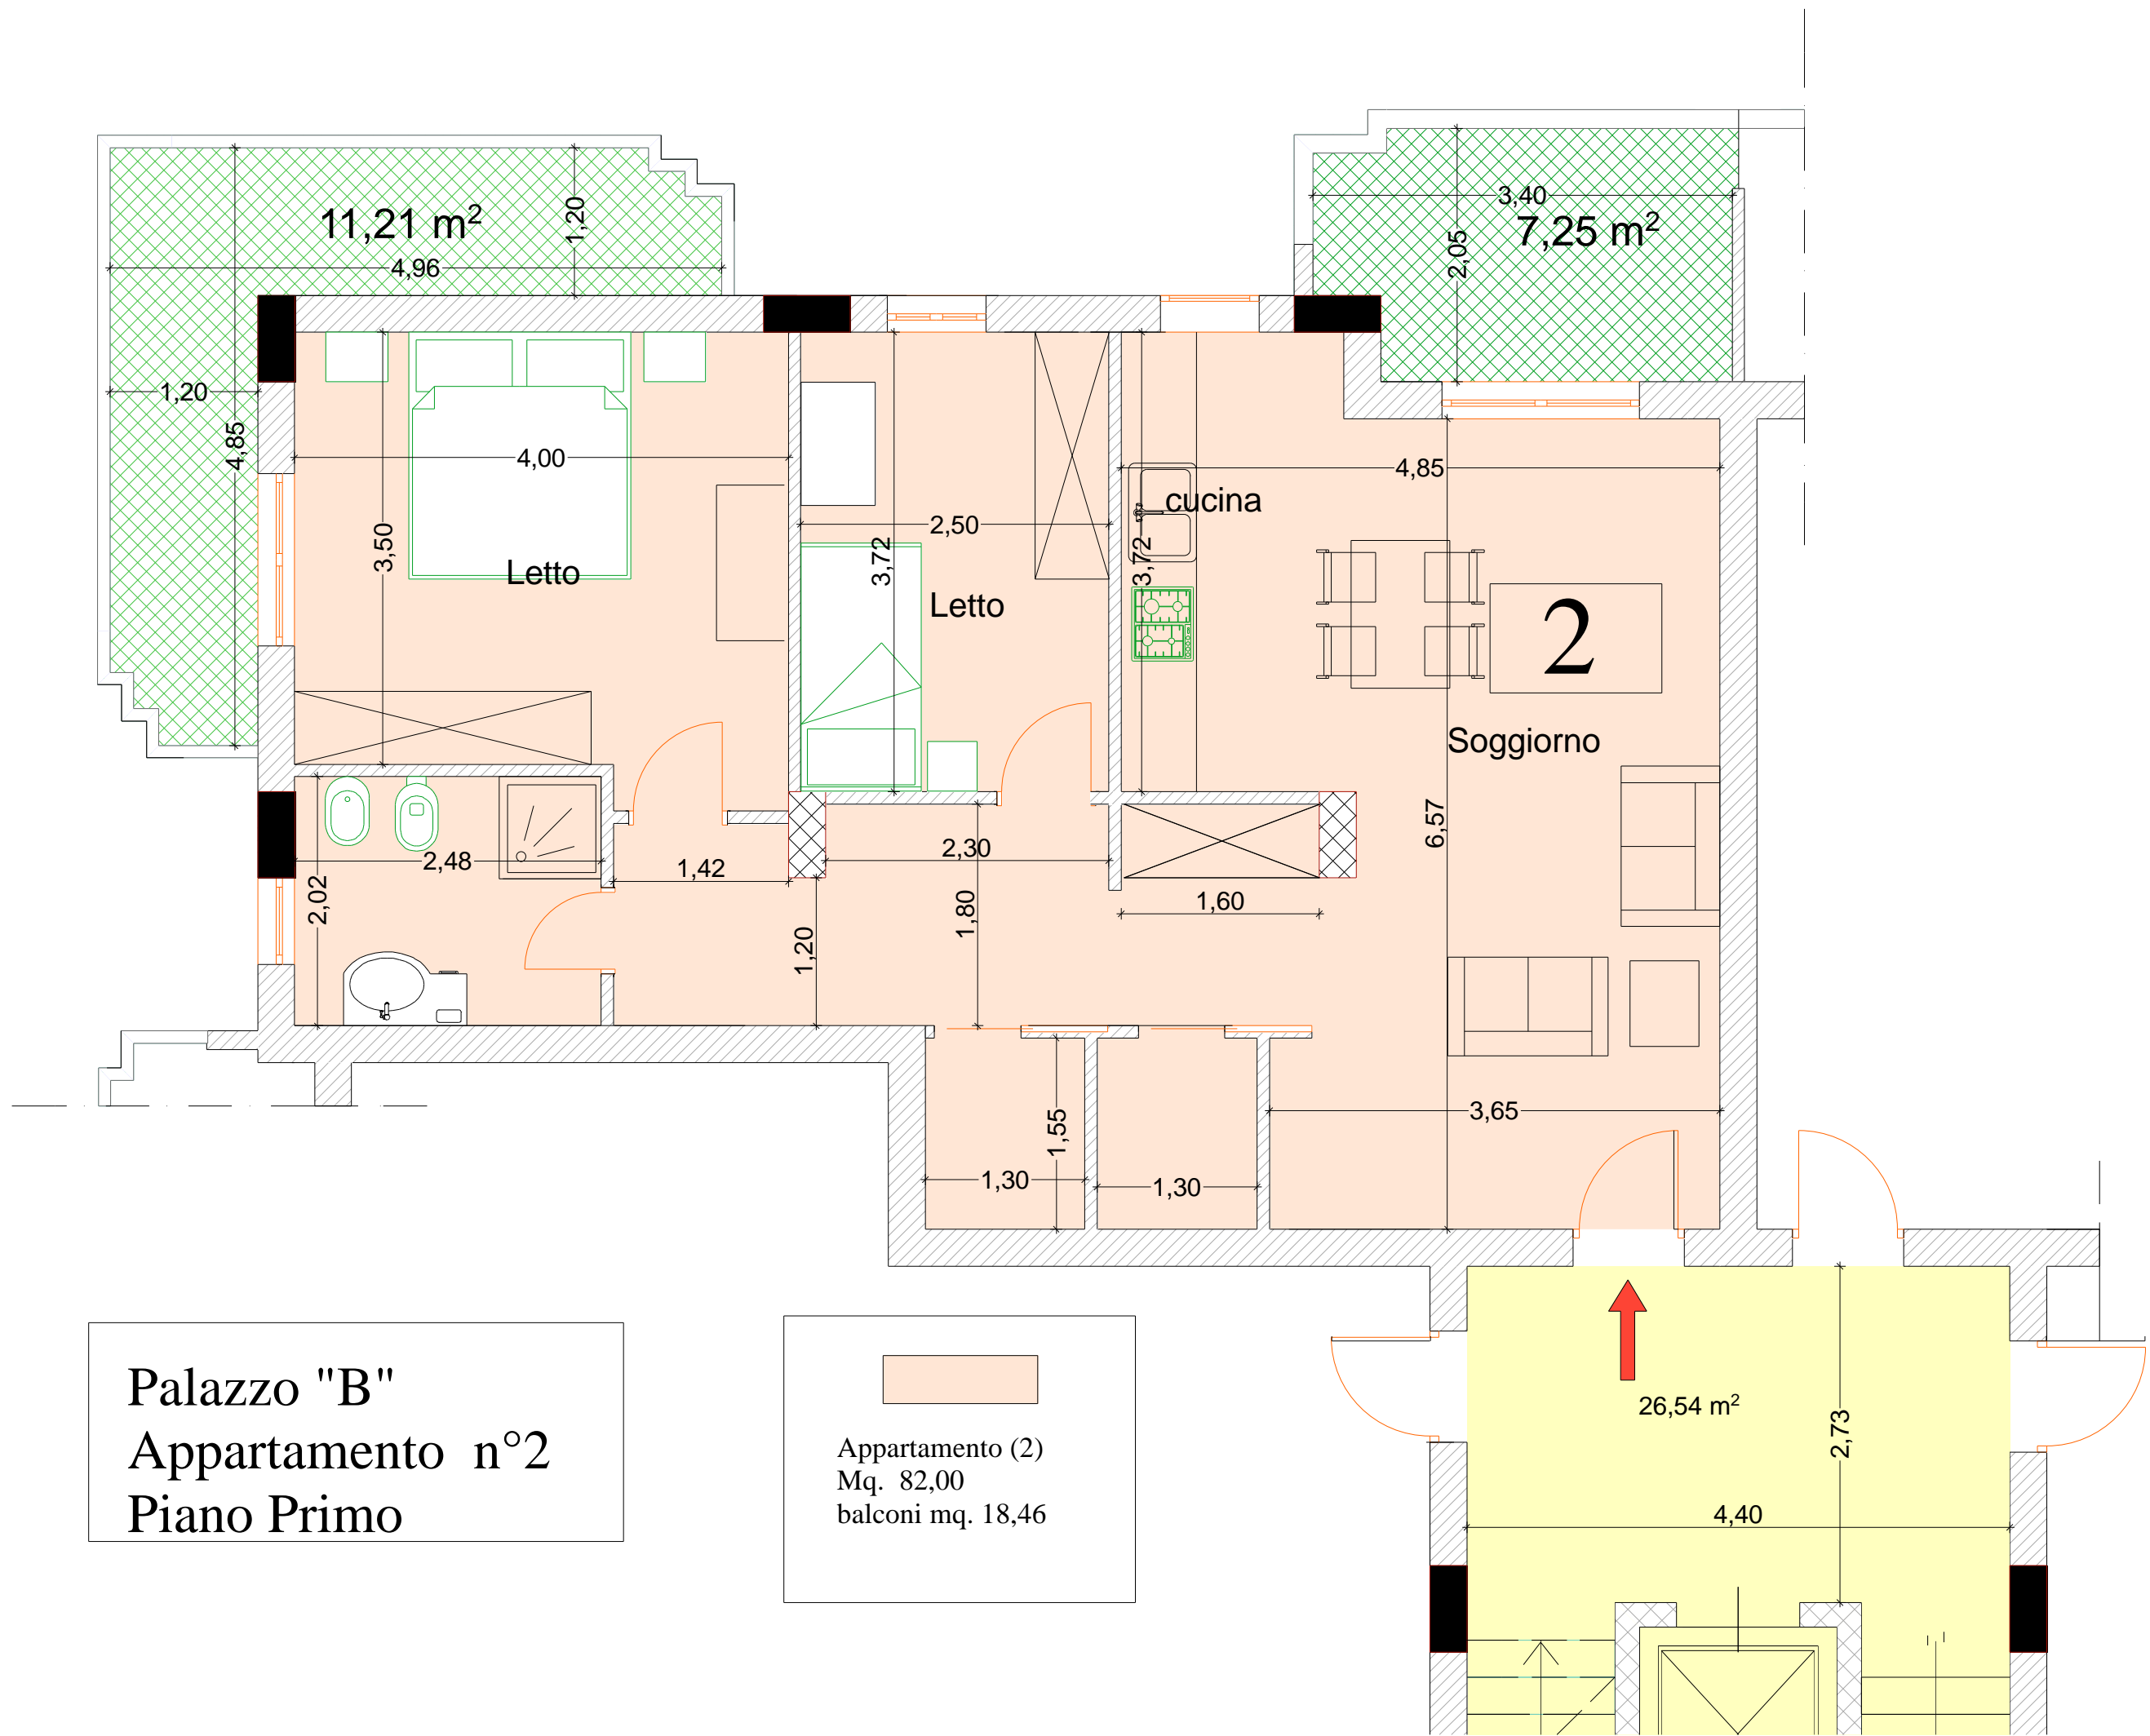 11,21 m²
1,20
4,96
1,20
4,85
3,40
7,25 m²
2,05
4,00
3,50
Letto
2,50
3,72
Letto
cucina
3,72
4,85
2
Soggiorno
6,57
2,48
2,02
1,42
2,30
1,80
1,20
1,60
1,55
1,30
1,30
3,65
26,54 m²
2,73
4,40
Palazzo "B"
Appartamento n°2
Piano Primo
Appartamento (2)
Mq. 82,00
balconi mq. 18,46